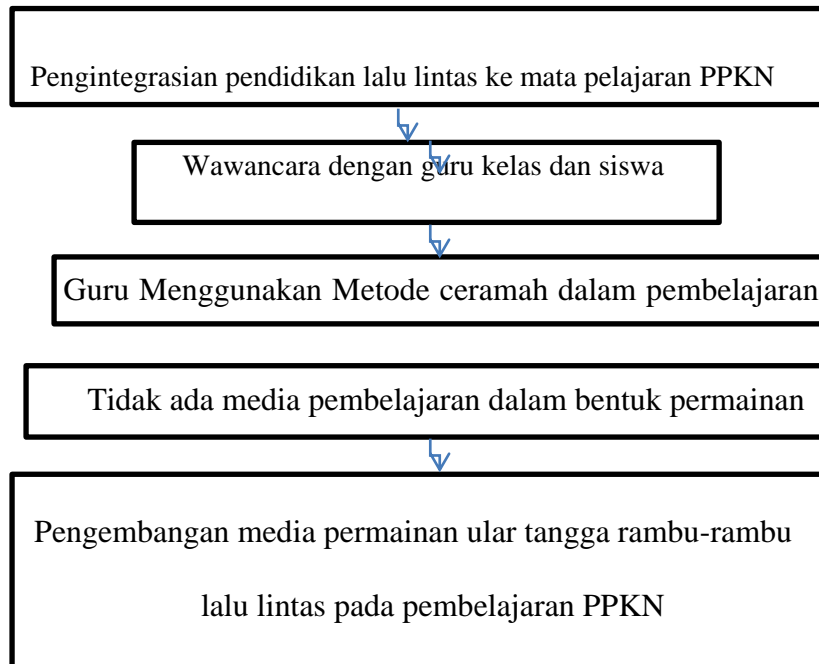 Pengintegrasian pendidikan lalu lintas ke mata pelajaran PPKN
Wawancara dengan guru kelas dan siswa
Guru Menggunakan Metode ceramah dalam pembelajaran
Tidak ada media pembelajaran dalam bentuk permainan
Pengembangan media permainan ular tangga rambu-rambu
lalu lintas pada pembelajaran PPKN